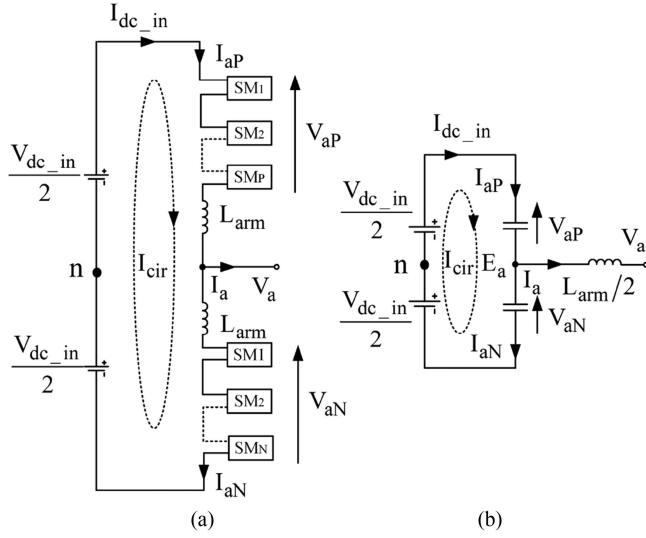 I_dc_in
I_aP
SM1
SM2
SMP
V_aP
V_dc_in
2
L_arm
n
I_cir
I_a
V_a
L_arm
V_dc_in
2
SM1
SM2
SMN
V_aN
I_aN
(a)
I_dc_in
I_aP
V_dc_in
2
V_aP
V_a
n
I_cir
E_a
I_a
L_arm/2
V_dc_in
2
V_aN
I_aN
(b)